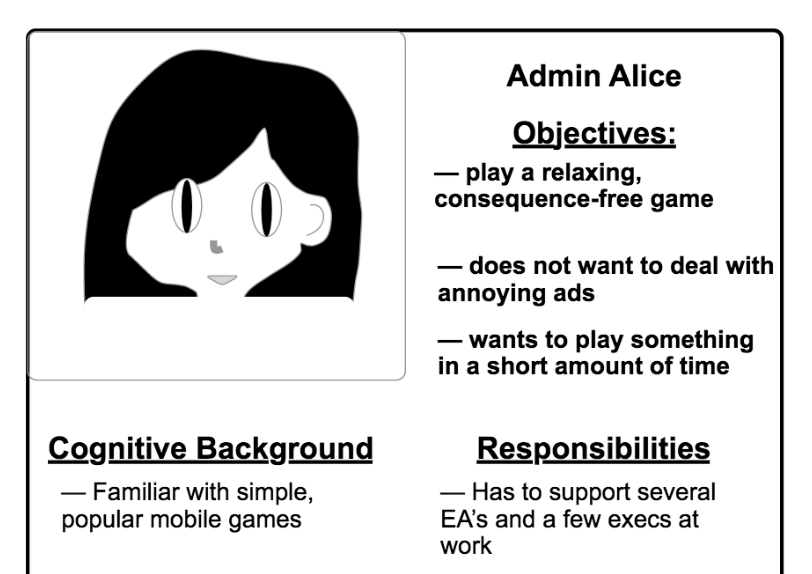 Admin Alice
Objectives:
— play a relaxing,
consequence-free game
— does not want to deal with
annoying ads
— wants to play something
in a short amount of time
Cognitive Background
— Familiar with simple,
popular mobile games
Responsibilities
— Has to support several
EA’s and a few execs at
work